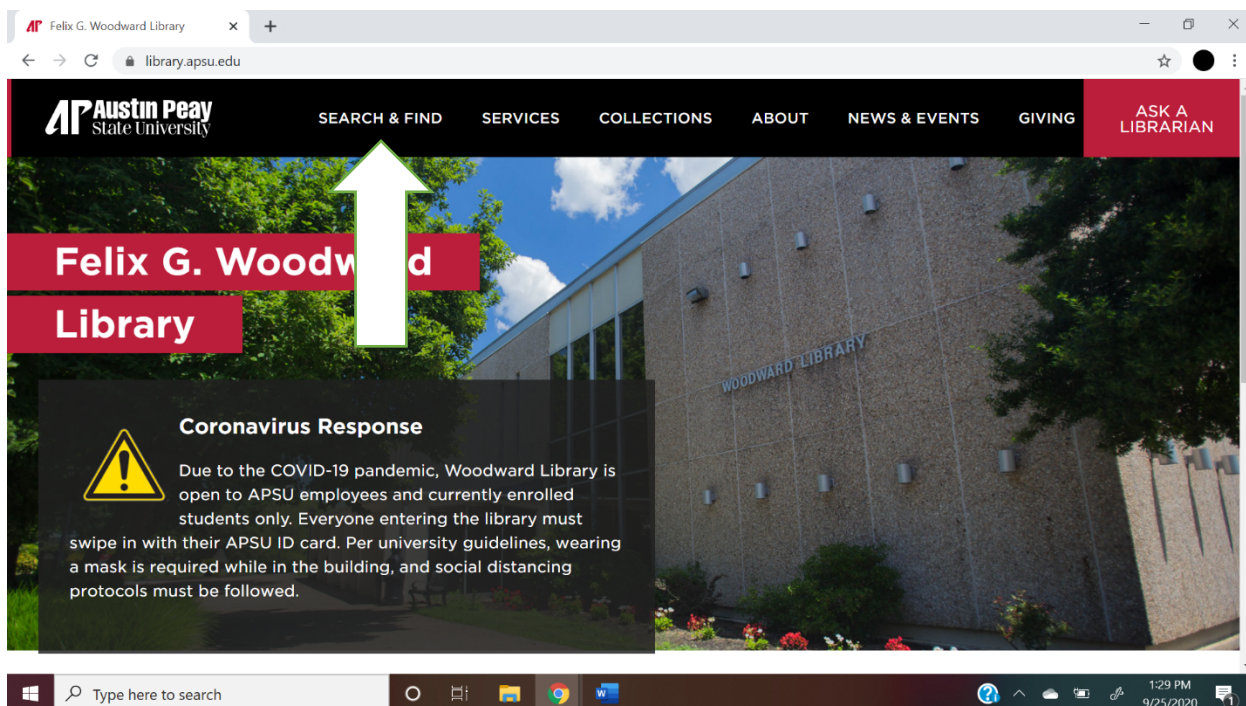 Felix G. Woodward Library
library.apsu.edu
AP Austin Peay
State University
SEARCH & FIND SERVICES COLLECTIONS ABOUT NEWS & EVENTS GIVING
ASK A
LIBRARIAN
Felix G. Woodward
Library
WOODWARD LIBRARY
Coronavirus Response
Due to the COVID-19 pandemic, Woodward Library is
open to APSU employees and currently enrolled
students only. Everyone entering the library must
swipe in with their APSU ID card. Per university guidelines, wearing
a mask is required while in the building, and social distancing
protocols must be followed.
Type here to search
1:29 PM
9/25/2020